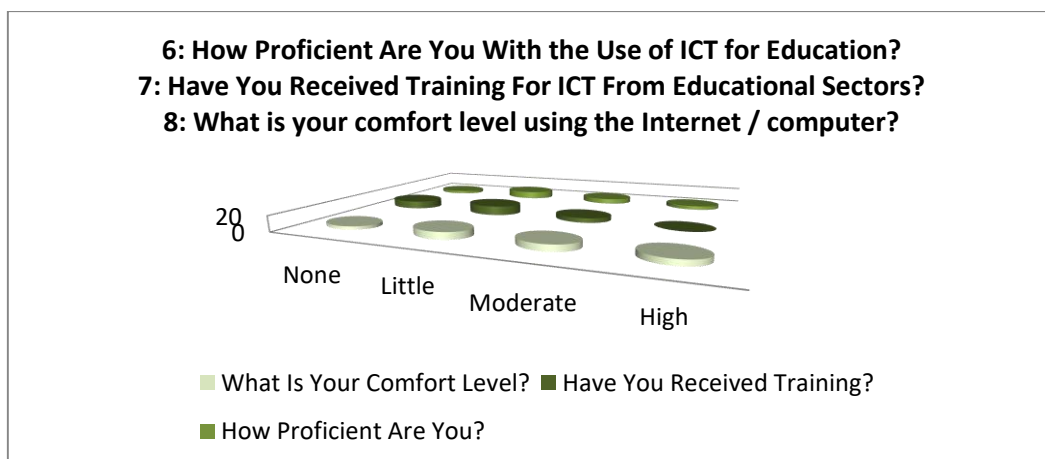 6: How Proficient Are You With the Use of ICT for Education?
7: Have You Received Training For ICT From Educational Sectors?
8: What is your comfort level using the Internet / computer?
20
0
None
Little
Moderate
High
What Is Your Comfort Level? Have You Received Training?
How Proficient Are You?